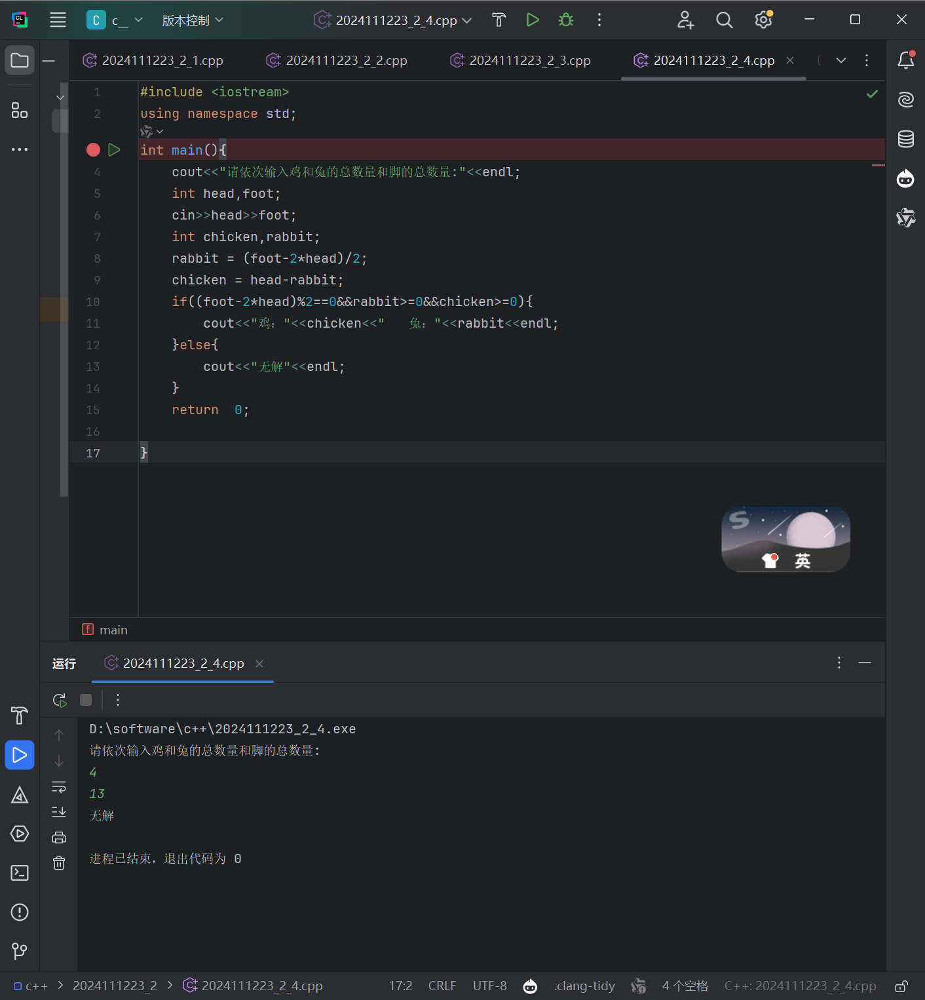 CL C c__ 版本控制 2024111223_2_4.cpp
2024111223_2_1.cpp 2024111223_2_2.cpp 2024111223_2_3.cpp 2024111223_2_4.cpp
1 #include <iostream>
2 using namespace std;
int main(){
4 cout<<"请依次输入鸡和兔的总数量和脚的总数量:"<<endl;
5 int head,foot;
6 cin>>head>>foot;
7 int chicken,rabbit;
8 rabbit = (foot-2*head)/2;
9 chicken = head-rabbit;
10 if((foot-2*head)%2==0&&rabbit>=0&&chicken>=0){
11 cout<<"鸡: "<<chicken<<"   兔: "<<rabbit<<endl;
12 }else{
13 cout<<"无解"<<endl;
14 }
15 return  0;
16
17 }
S
英
f main
运行 2024111223_2_4.cpp
D:\software\c++\2024111223_2_4.exe
请依次输入鸡和兔的总数量和脚的总数量:
4
13
无解
进程已结束，退出代码为 0
c++ > 2024111223_2 > 2024111223_2_4.cpp 17:2 CRLF UTF-8 .clang-tidy 4 个空格 C++: 2024111223_2_4.cpp